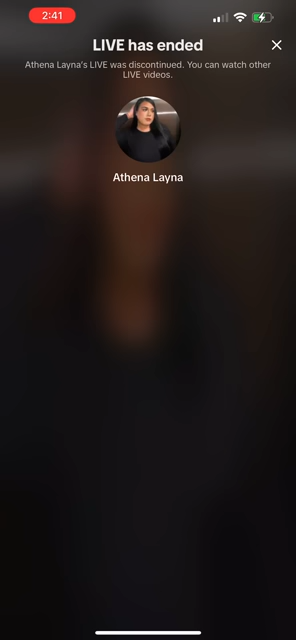 2:41
LIVE has ended
Athena Layna's LIVE was discontinued. You can watch other
LIVE videos.
Athena Layna